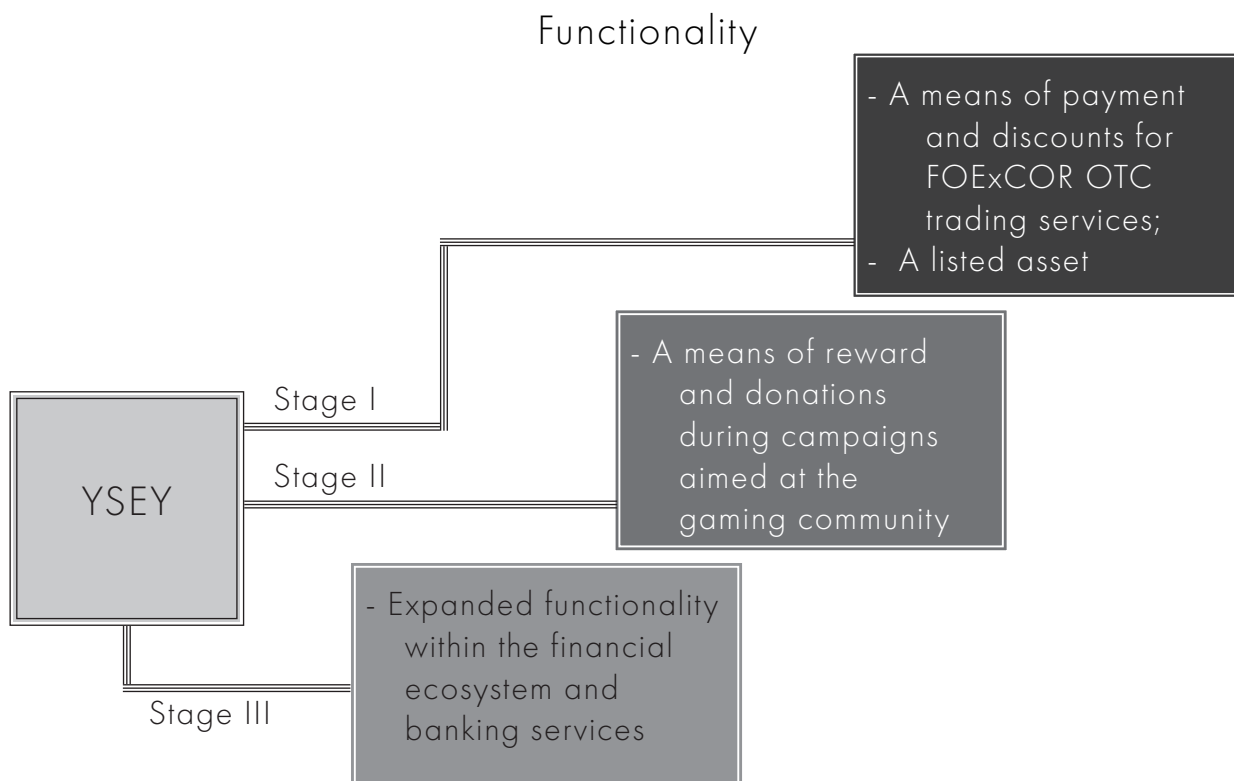 Functionality
- A means of payment
and discounts for
FOExCOR OTC
trading services;
- A listed asset
Stage I
- A means of reward
and donations
during campaigns
aimed at the
gaming community
Stage II
YSEY
- Expanded functionality
within the financial
ecosystem and
banking services
Stage III